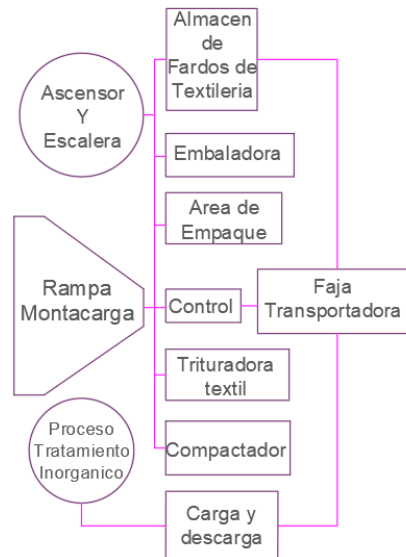 Almacen
de
Fardos de
Textileria
Ascensor
Y
Escalera
Embaladora
Area de
Empaque
Rampa
Montacarga
Control
Faja
Transportadora
Trituradora
textil
Proceso
Tratamiento
Inorganico
Compactador
Carga y
descarga